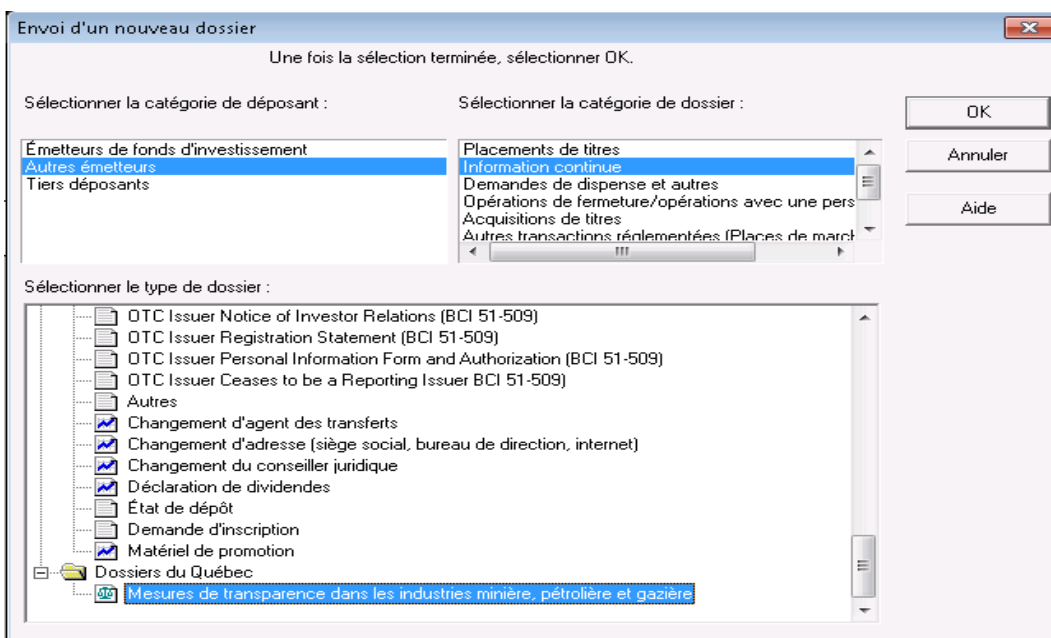 Envoi d'un nouveau dossier
Une fois la sélection terminée, sélectionner OK.
Sélectionner la catégorie de déposant :
Sélectionner la catégorie de dossier :
OK
Annuler
Aide
Émetteurs de fonds d'investissement
Autres émetteurs
Tiers déposants
Placements de titres
Information continue
Demandes de dispense et autres
Opérations de fermeture/opérations avec une pers
Acquisitions de titres
Autres transactions réglementées (Places de march
Sélectionner le type de dossier :
OTC Issuer Notice of Investor Relations (BCI 51-509)
OTC Issuer Registration Statement (BCI 51-509)
OTC Issuer Personal Information Form and Authorization (BCI 51-509)
OTC Issuer Ceases to be a Reporting Issuer BCI 51-509)
Autres
Changement d'agent des transferts
Changement d'adresse (siège social, bureau de direction, internet)
Changement du conseiller juridique
Déclaration de dividendes
État de dépôt
Demande d'inscription
Matériel de promotion
Dossiers du Québec
Mesures de transparence dans les industries minière, pétrolière et gazière